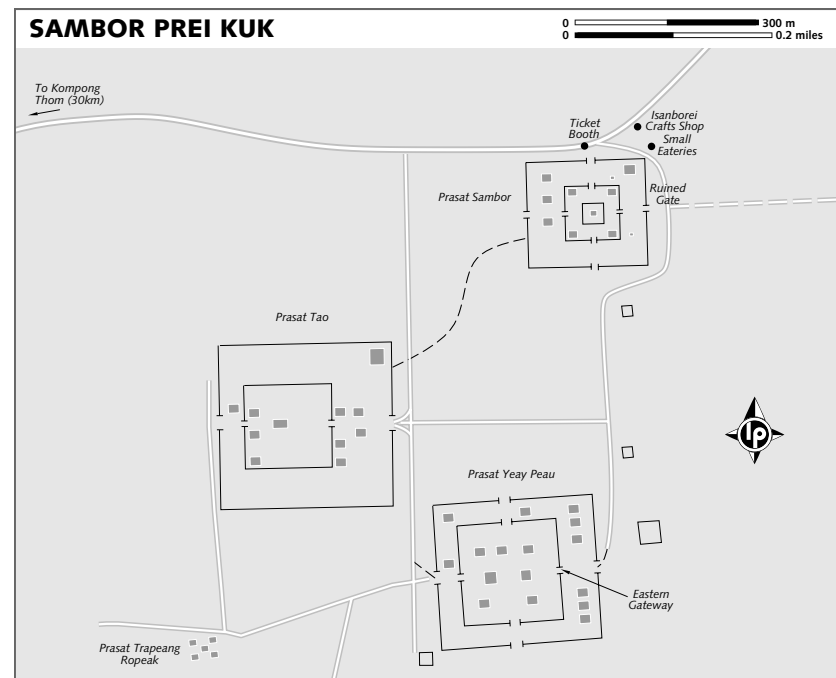 SAMBOR PREI KUK
0 300 m
0 0.2 miles
To Kompong
Thom (30km)
Ticket
Booth
Isanborei
Crafts Shop
Small
Eateries
Prasat Sambor
Ruined
Gate
Prasat Tao
lp
Prasat Yeay Peau
Eastern
Gateway
Prasat Trapeang
Ropeak